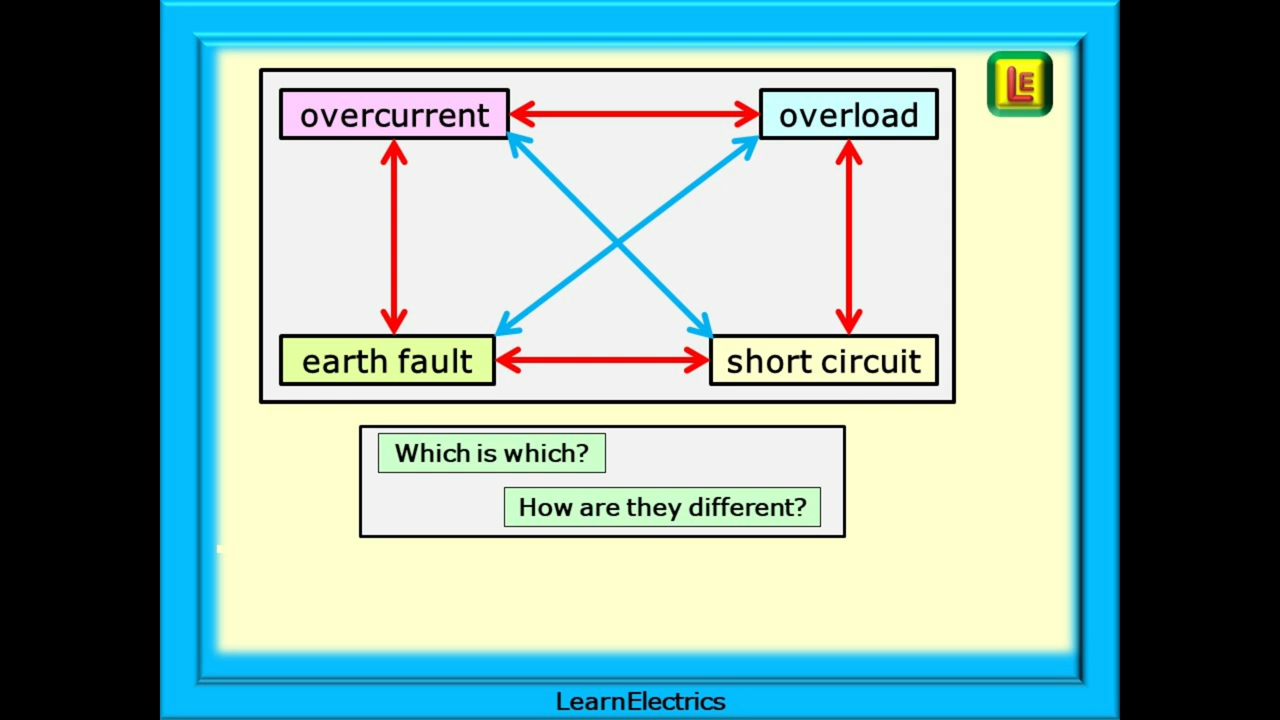 overcurrent
overload
LE
earth fault
short circuit
Which is which?
How are they different?
LearnElectrics